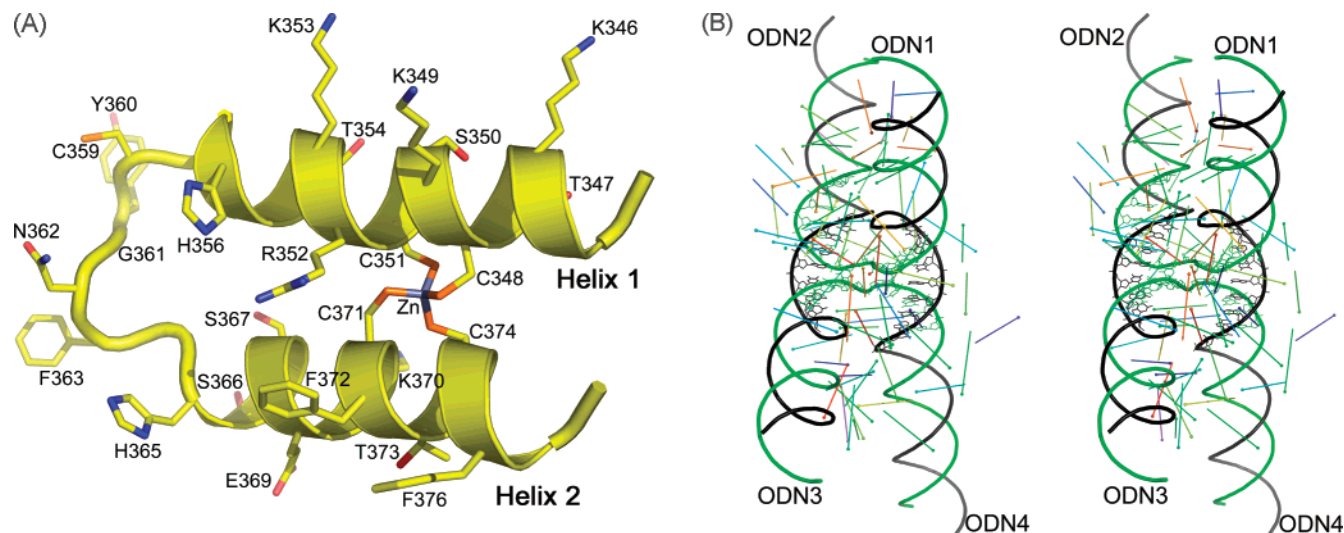 (A)
K353
K346
K349
Y360
T354
S350
C359
T347
N362
G361
H356
R352
C351
C348
Helix 1
C371
Zn
S367
C374
F363
S366
F372
K370
H365
T373
E369
F376
Helix 2
(B)
ODN2
ODN1
ODN3
ODN4
ODN2
ODN1
ODN3
ODN4